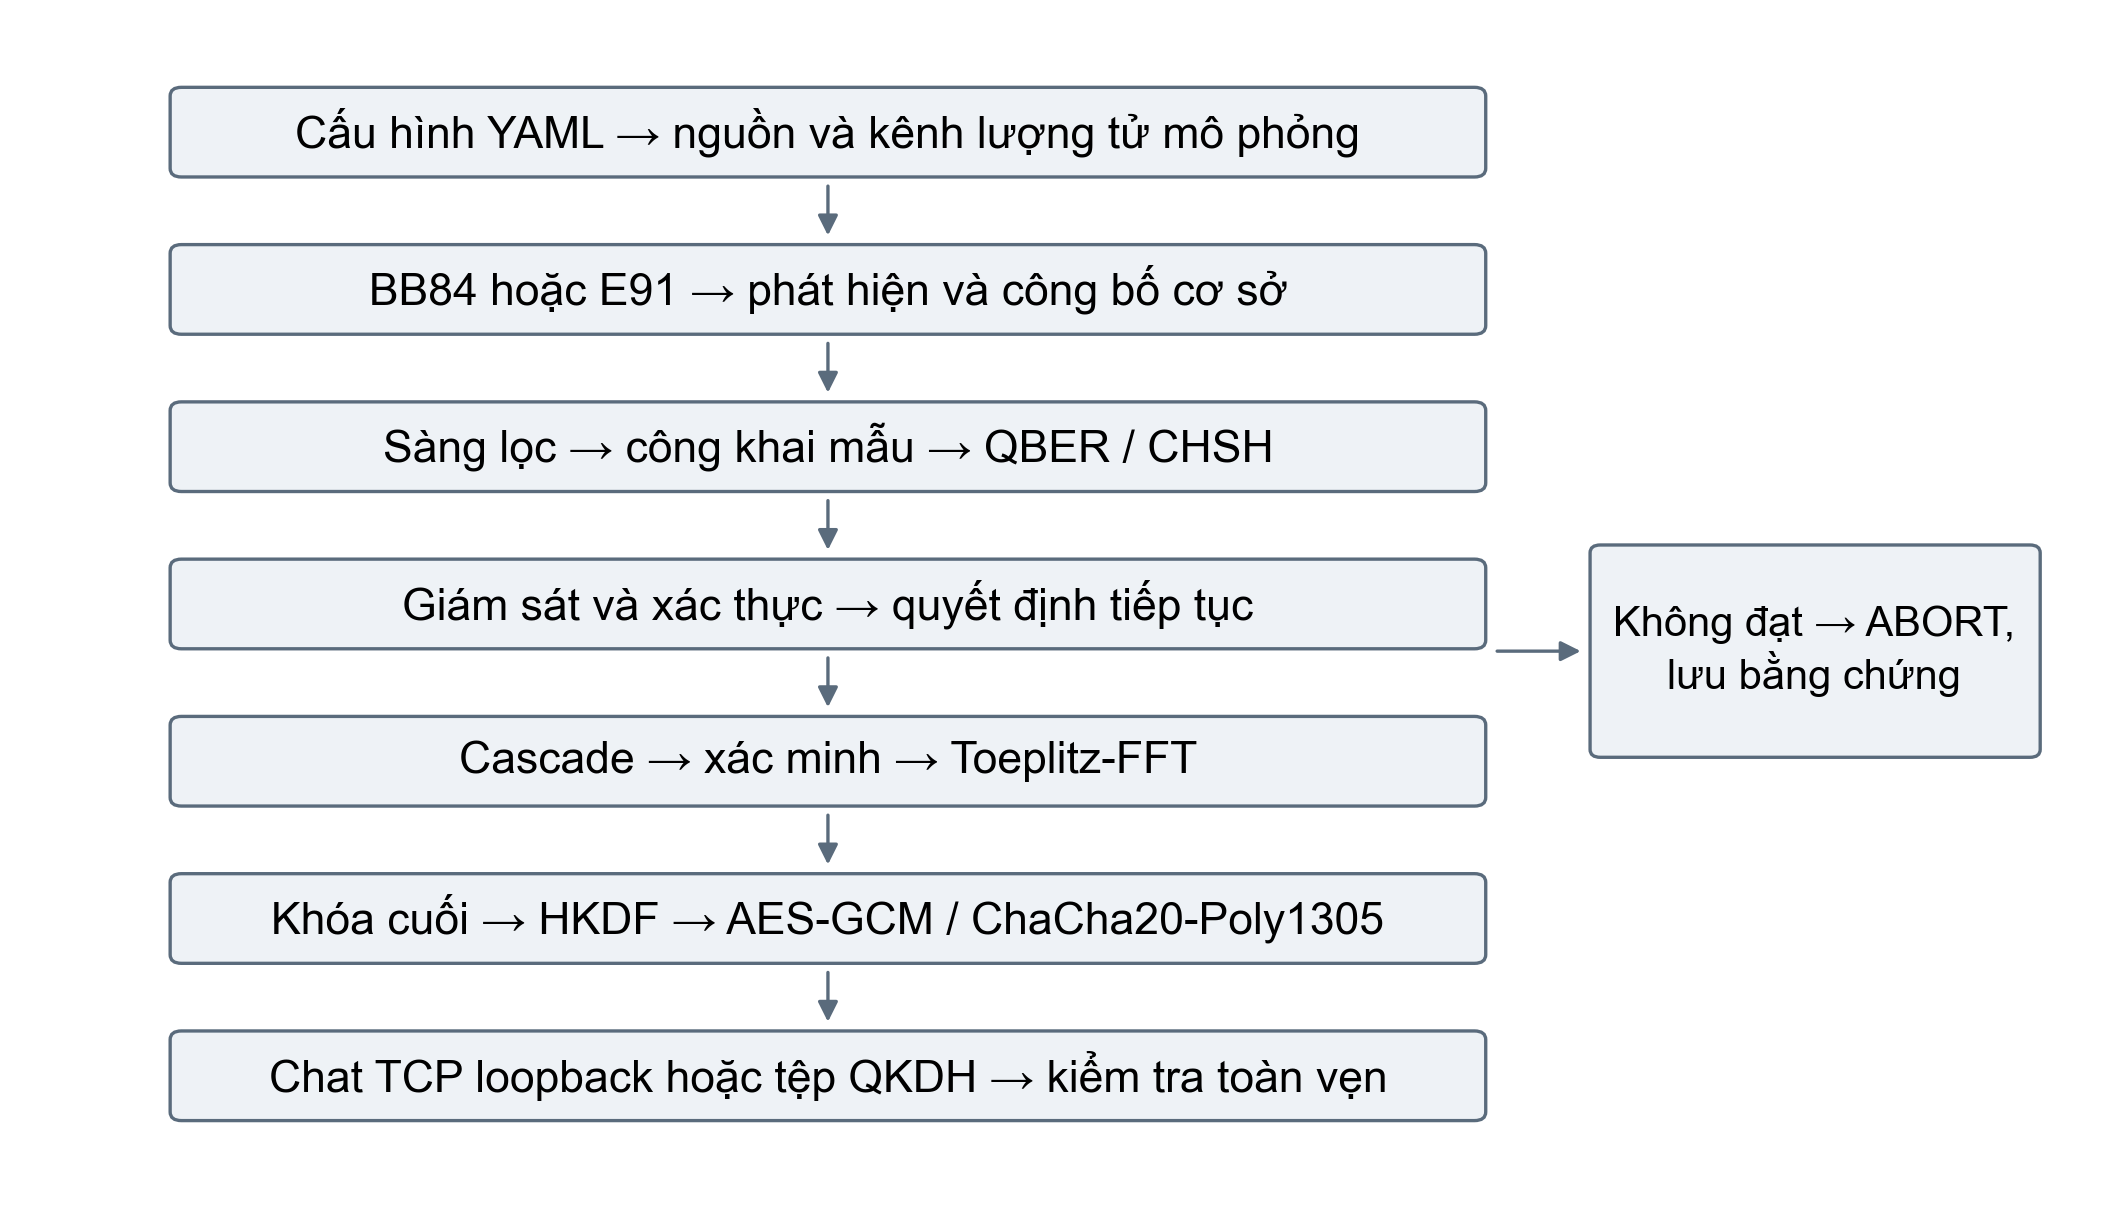 Cấu hình YAML → nguồn và kênh lượng tử mô phỏng
BB84 hoặc E91 → phát hiện và công bố cơ sở
Sàng lọc → công khai mẫu → QBER / CHSH
Giám sát và xác thực → quyết định tiếp tục
Không đạt → ABORT,
lưu bằng chứng
Cascade → xác minh → Toeplitz-FFT
Khóa cuối → HKDF → AES-GCM / ChaCha20-Poly1305
Chat TCP loopback hoặc tệp QKDH → kiểm tra toàn vẹn